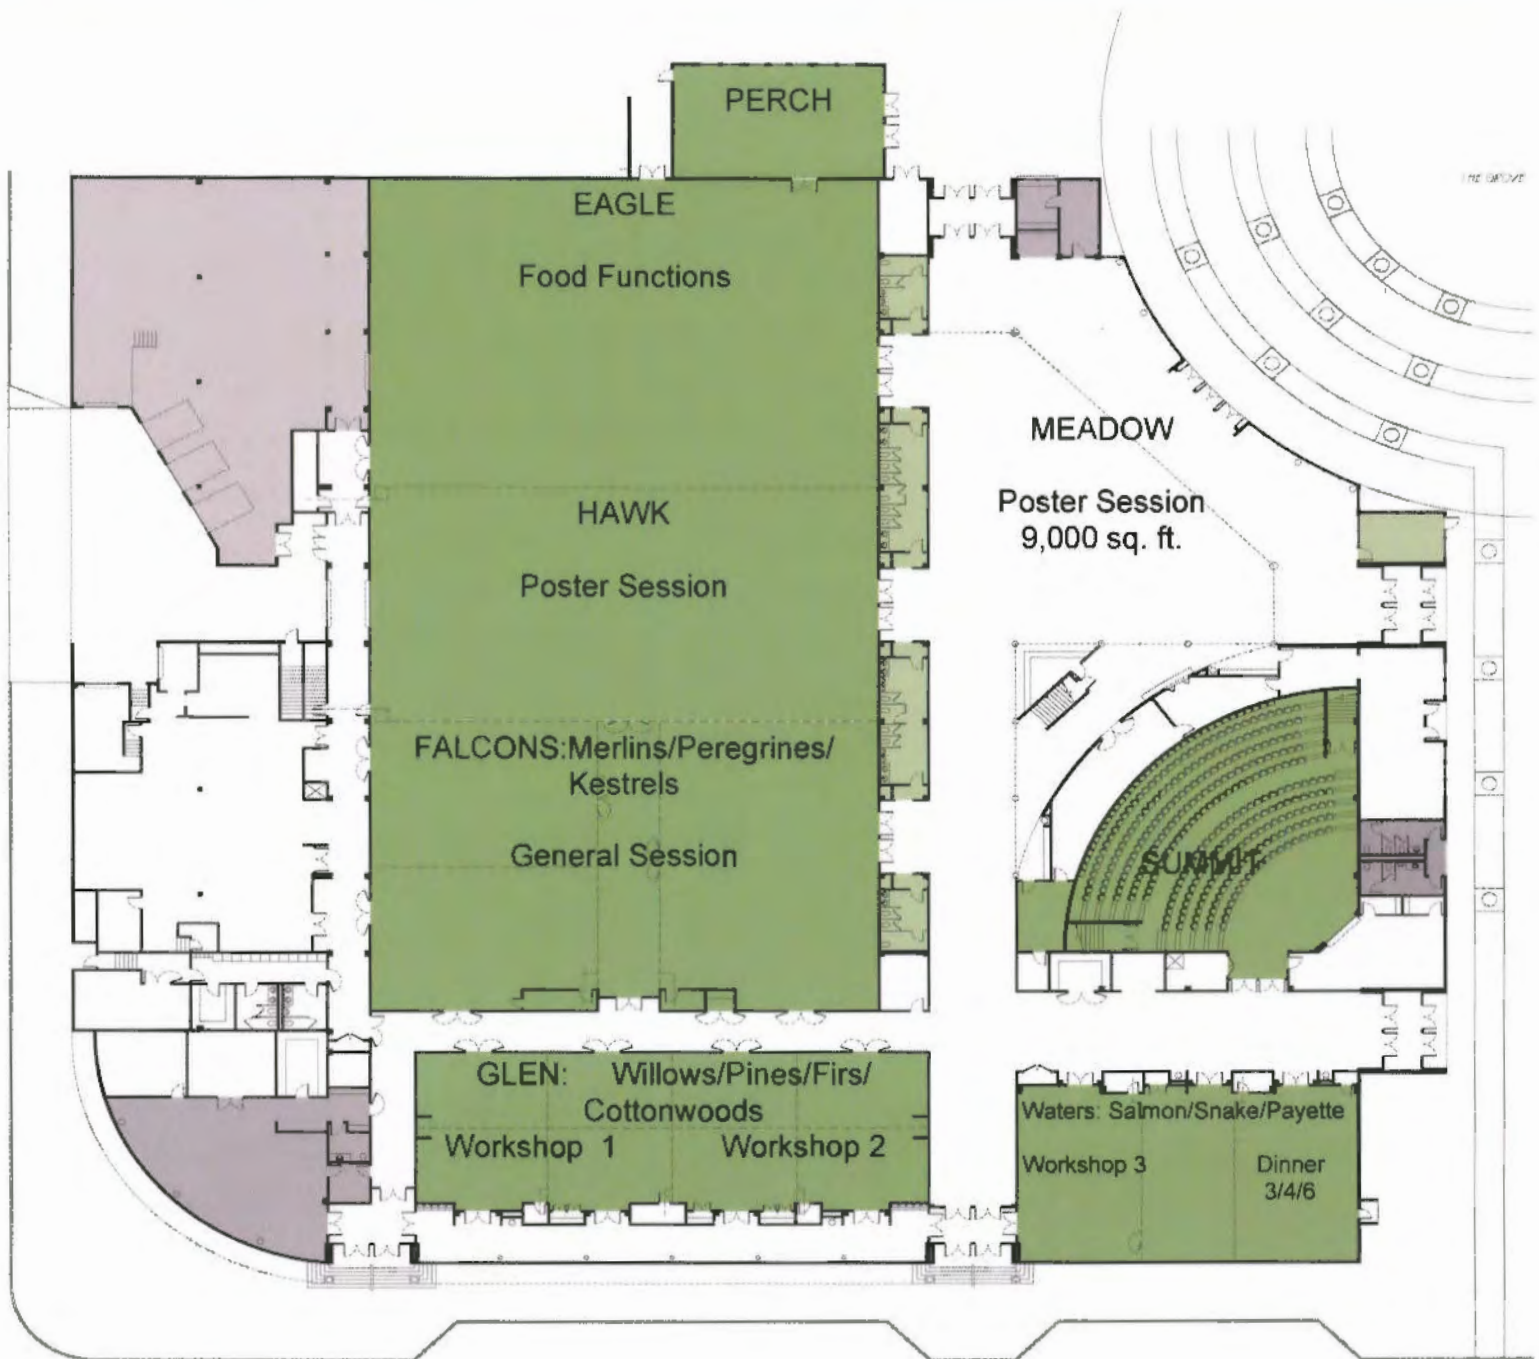 PERCH
THE GROVE
EAGLE
Food Functions
MEADOW
Poster Session
9,000 sq. ft.
HAWK
Poster Session
FALCONS:Merlins/Peregrines/
Kestrels
General Session
SUMMIT
GLEN: Willows/Pines/Firs/
Cottonwoods
Workshop 1 Workshop 2
Waters: Salmon/Snake/Payette
Workshop 3
Dinner
3/4/6